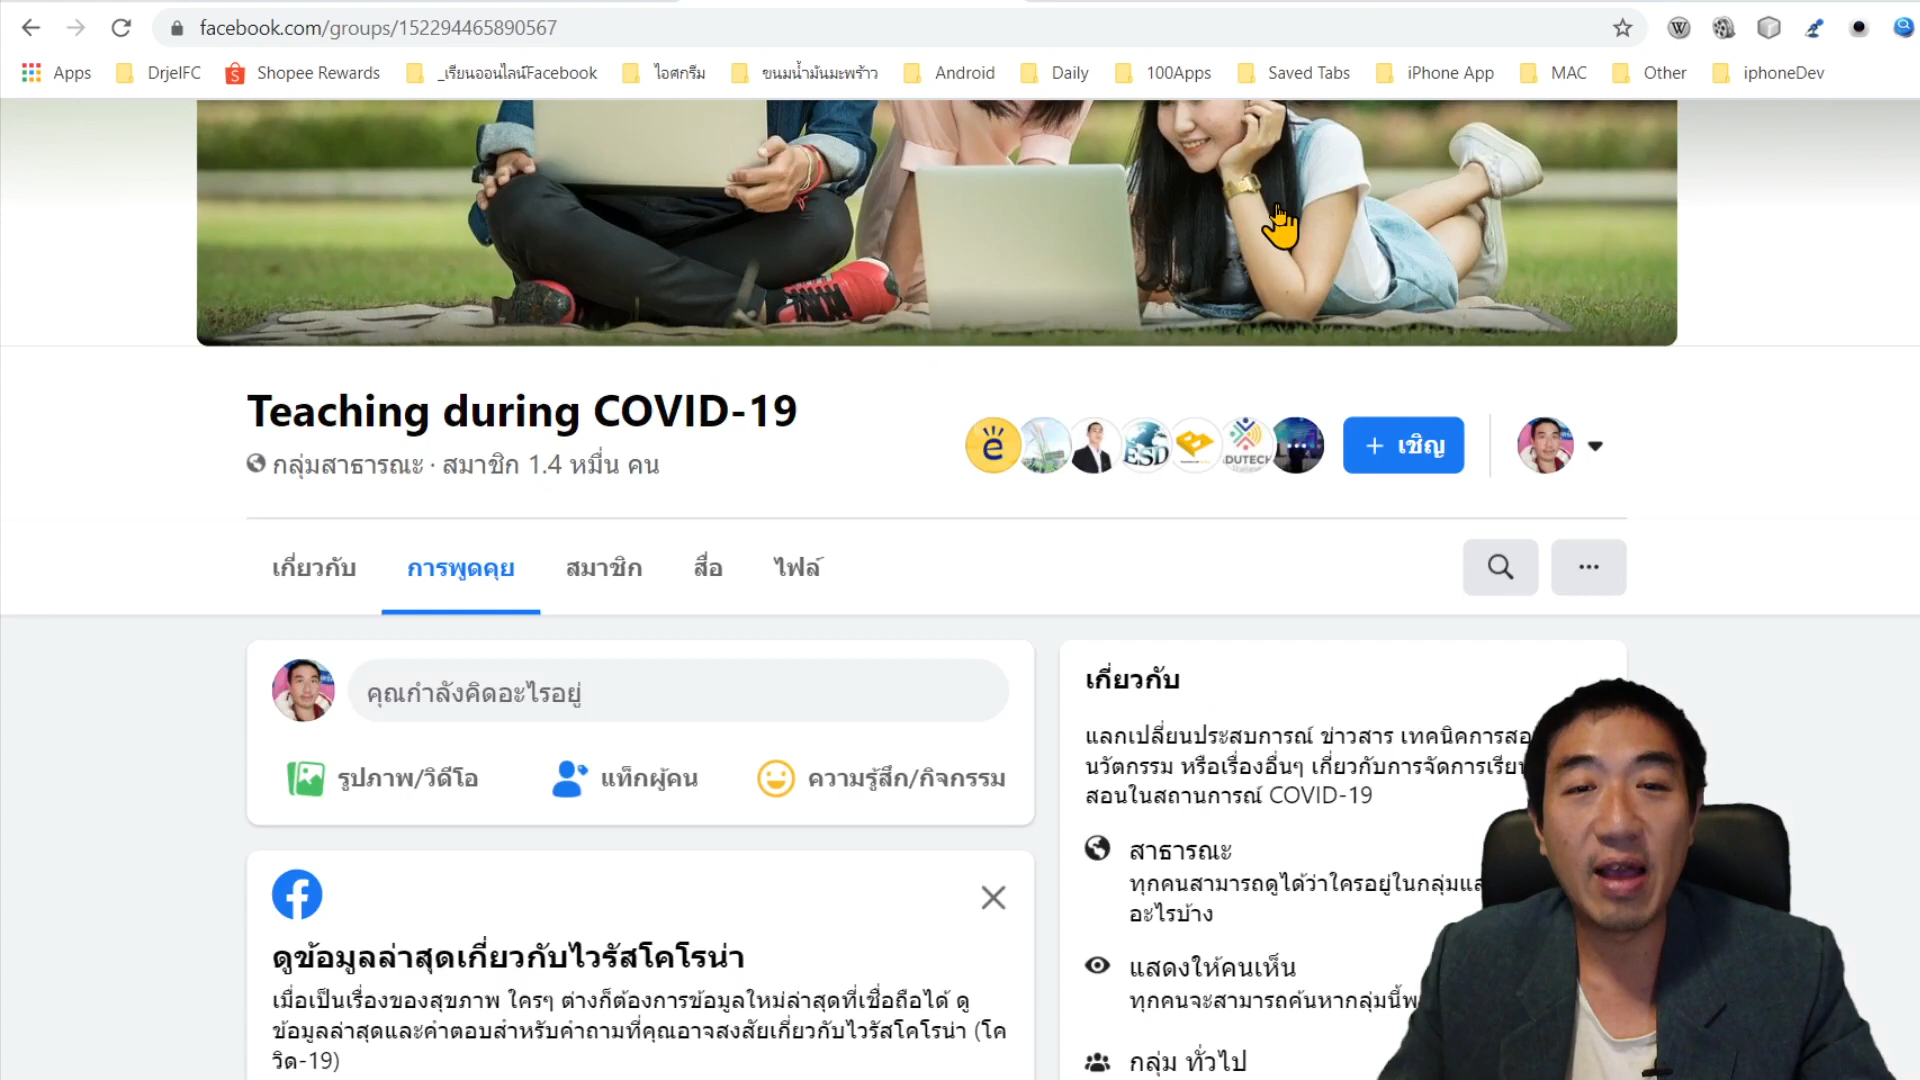 facebook.com/groups/152294465890567
Apps
DrjelFC
Shopee Rewards
_เรียนออนไลน์Facebook
ไอศกรีม
ขนมน้ำมันมะพร้าว
Android
Daily
100Apps
Saved Tabs
iPhone App
MAC
Other
iphoneDev
Teaching during COVID-19
กลุ่มสาธารณะ · สมาชิก 1.4 หมื่น คน
ESD
DUTECH
+ เชิญ
เกี่ยวกับ
การพูดคุย
สมาชิก
สื่อ
ไฟล์
คุณกำลังคิดอะไรอยู่
รูปภาพ/วิดีโอ
แท็กผู้คน
ความรู้สึก/กิจกรรม
ดูข้อมูลล่าสุดเกี่ยวกับไวรัสโคโรน่า
เมื่อเป็นเรื่องของสุขภาพ ใครๆ ต่างก็ต้องการข้อมูลใหม่ล่าสุดที่เชื่อถือได้ ดู
ข้อมูลล่าสุดและคำตอบสำหรับคำถามที่คุณอาจสงสัยเกี่ยวกับไวรัสโคโรน่า (โค
วิด-19)
เกี่ยวกับ
แลกเปลี่ยนประสบการณ์ ข่าวสาร เทคนิคการสอ
นวัตกรรม หรือเรื่องอื่นๆ เกี่ยวกับการจัดการเรียน
สอนในสถานการณ์ COVID-19
สาธารณะ
ทุกคนสามารถดูได้ว่าใครอยู่ในกลุ่มแล
อะไรบ้าง
แสดงให้คนเห็น
ทุกคนจะสามารถค้นหากลุ่มนี้พ
กลุ่ม ทั่วไป